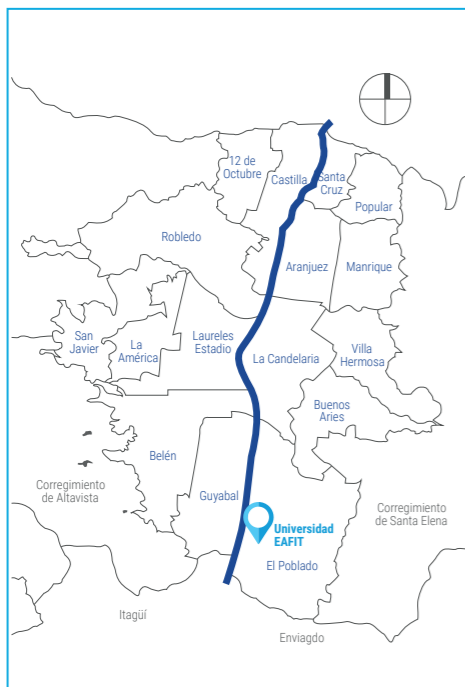 12 de
Octubre
Castilla
Santa
Cruz
Popular
Robledo
Aranjuez
Manrique
San
Javier
La
América
Laureles
Estadio
La Candelaria
Villa
Hermosa
Buenos
Aries
Belén
Corregimiento
de Altavista
Guyabal
Corregimiento
de Santa Elena
Universidad
EAFIT
El Poblado
Itagüí
Enviagdo